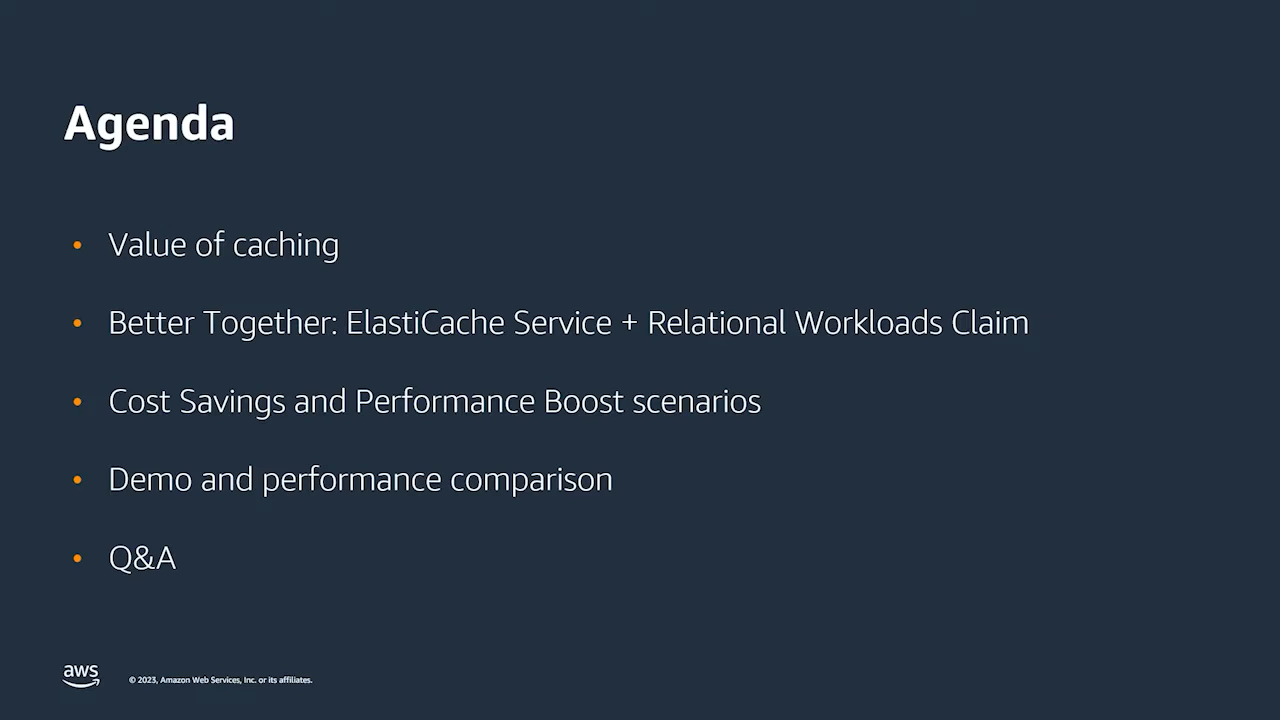 Agenda
• Value of caching
• Better Together: ElastiCache Service + Relational Workloads Claim
• Cost Savings and Performance Boost scenarios
• Demo and performance comparison
• Q&A
aws
© 2023, Amazon Web Services, Inc. or its affiliates.